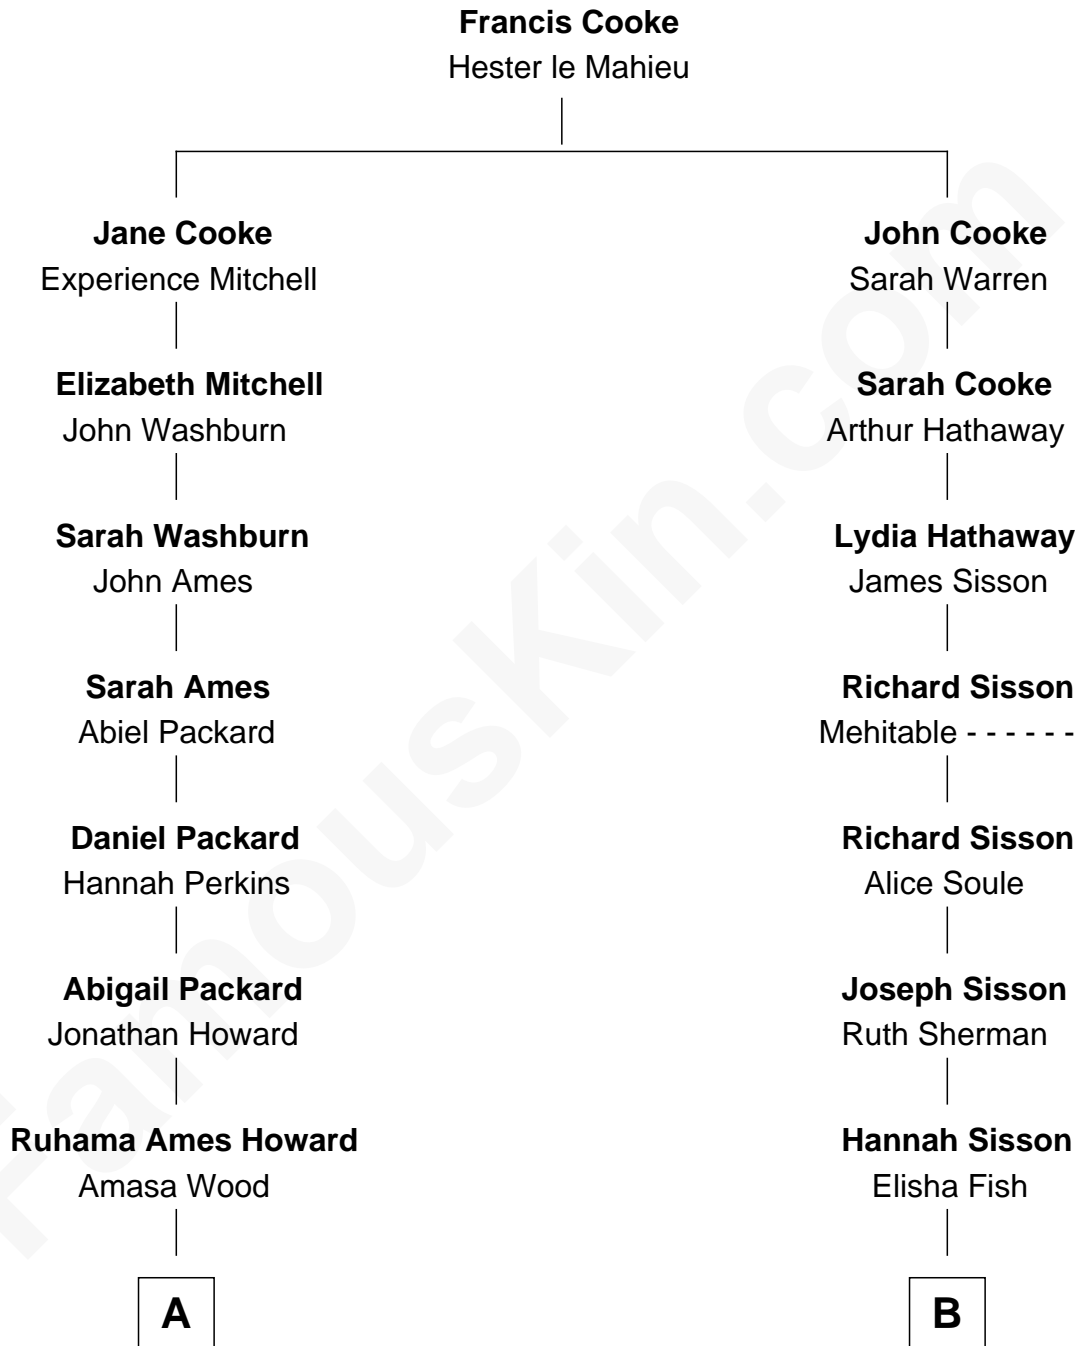 Francis Cooke
Hester le Mahieu
Jane Cooke
Experience Mitchell
John Cooke
Sarah Warren
Elizabeth Mitchell
John Washburn
Sarah Cooke
Arthur Hathaway
Sarah Washburn
John Ames
Lydia Hathaway
James Sisson
Sarah Ames
Abiel Packard
Richard Sisson
Mehitable - - - - - -
Daniel Packard
Hannah Perkins
Richard Sisson
Alice Soule
Abigail Packard
Jonathan Howard
Joseph Sisson
Ruth Sherman
Ruhama Ames Howard
Amasa Wood
Hannah Sisson
Elisha Fish
A
B
FamousKin.com